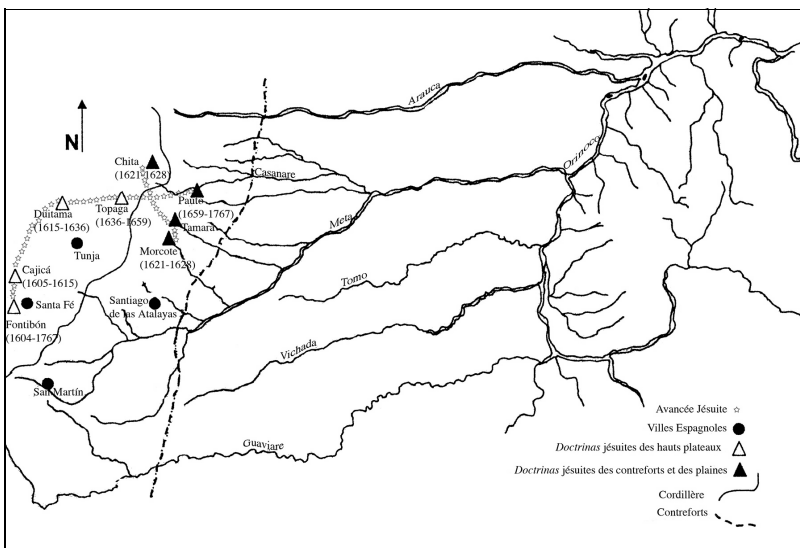 Arauca
N
Orinoco
Chita
(1621-1628)
Casanare
Pauto
(1659-1767)
Duitama
(1615-1636)
Topaga
(1636-1659)
Tamara
Meta
Tunja
Morcote
(1621-1628)
Cajicá
(1605-1615)
Tomo
Santa Fé
Santiago
de las Atalayas
Fontibón
(1604-1767)
Vichada
San Martín
Guaviare
Avancée Jésuite
Villes Espagnoles
Doctrinas jésuites des hauts plateaux
Doctrinas jésuites des contreforts et des plaines
Cordillère
Contreforts